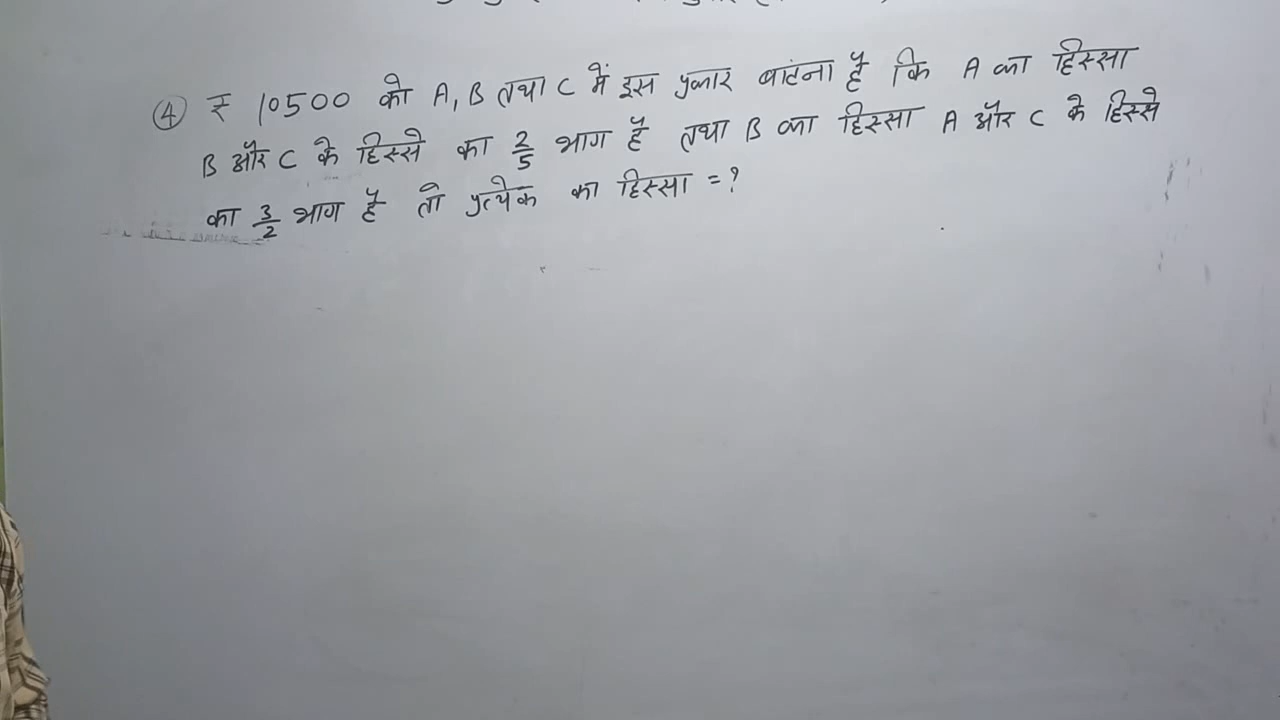 ④ ₹ 10500 को A, B तथा C में इस प्रकार बांटना है कि A का हिस्सा
B और C के हिस्से का 2/5 भाग है तथा B का हिस्सा A और C के हिस्से
का 3/2 भाग है तो प्रत्येक का हिस्सा = ?